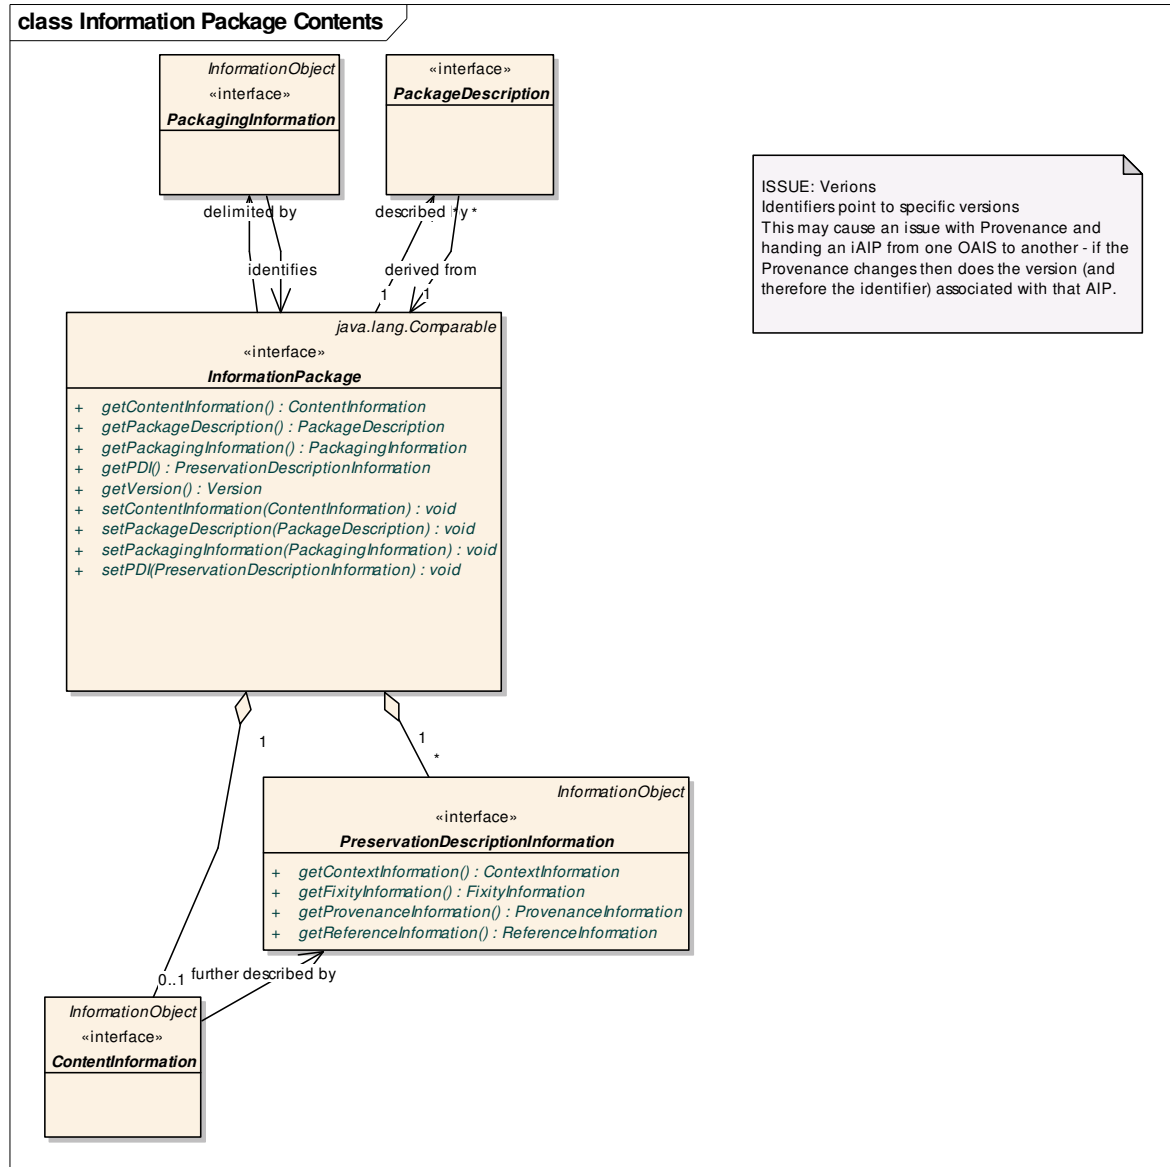 class Information Package Contents
InformationObject
«interface»
PackagingInformation
«interface»
PackageDescription
ISSUE: Verions
Identifiers point to specific versions
This may cause an issue with Provenance and
handing an iAIP from one OAIS to another - if the
Provenance changes then does the version (and
therefore the identifier) associated with that AIP.
delimited by
described by
*
*
identifies
derived from
1
1
java.lang.Comparable
«interface»
InformationPackage
+ getContentInformation() : ContentInformation
+ getPackageDescription() : PackageDescription
+ getPackagingInformation() : PackagingInformation
+ getPDI() : PreservationDescriptionInformation
+ getVersion() : Version
+ setContentInformation(ContentInformation) : void
+ setPackageDescription(PackageDescription) : void
+ setPackagingInformation(PackagingInformation) : void
+ setPDI(PreservationDescriptionInformation) : void
1
1
*
InformationObject
«interface»
PreservationDescriptionInformation
+ getContextInformation() : ContextInformation
+ getFixityInformation() : FixityInformation
+ getProvenanceInformation() : ProvenanceInformation
+ getReferenceInformation() : ReferenceInformation
0..1
further described by
InformationObject
«interface»
ContentInformation